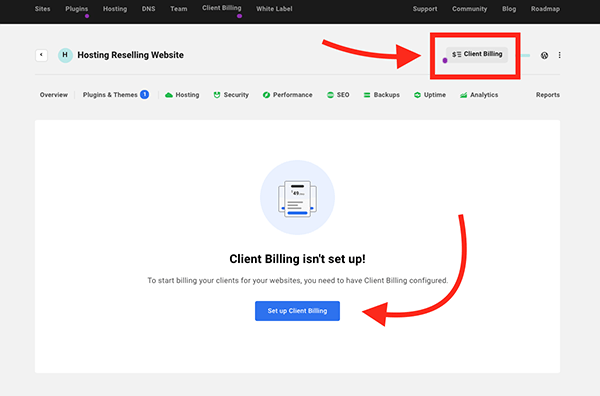 Sites Plugins Hosting DNS Team Client Billing White Label Support Community Blog Roadmap
H Hosting Reselling Website $ Client Billing
Overview Plugins & Themes 1 Hosting Security Performance SEO Backups Uptime Analytics Reports
$49
Client Billing isn't set up!
To start billing your clients for your websites, you need to have Client Billing configured.
Set up Client Billing